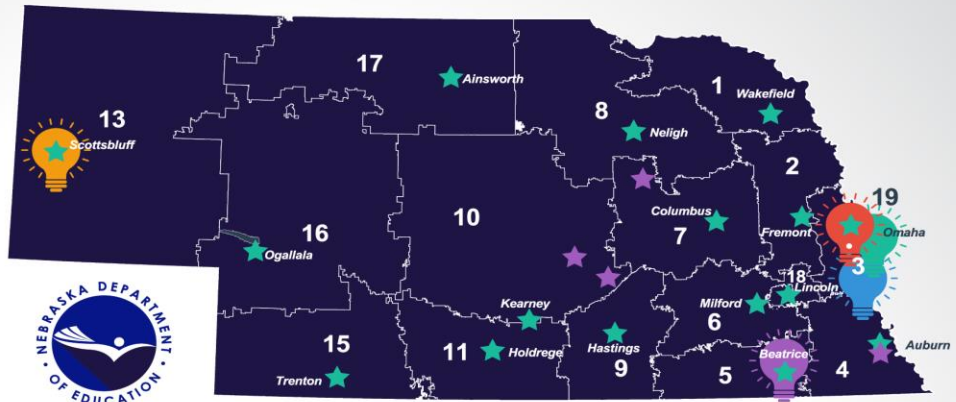 17
Ainsworth
1
Wakefield
13
Scottsbluff
8
Neligh
2
19
10
Columbus
7
Fremont
Omaha
16
Ogallala
3
18
Lincoln
Milford
6
Kearney
NEBRASKA DEPARTMENT
OF EDUCATION
15
Trenton
11
Holdrege
Hastings
9
Beatrice
5
4
Auburn